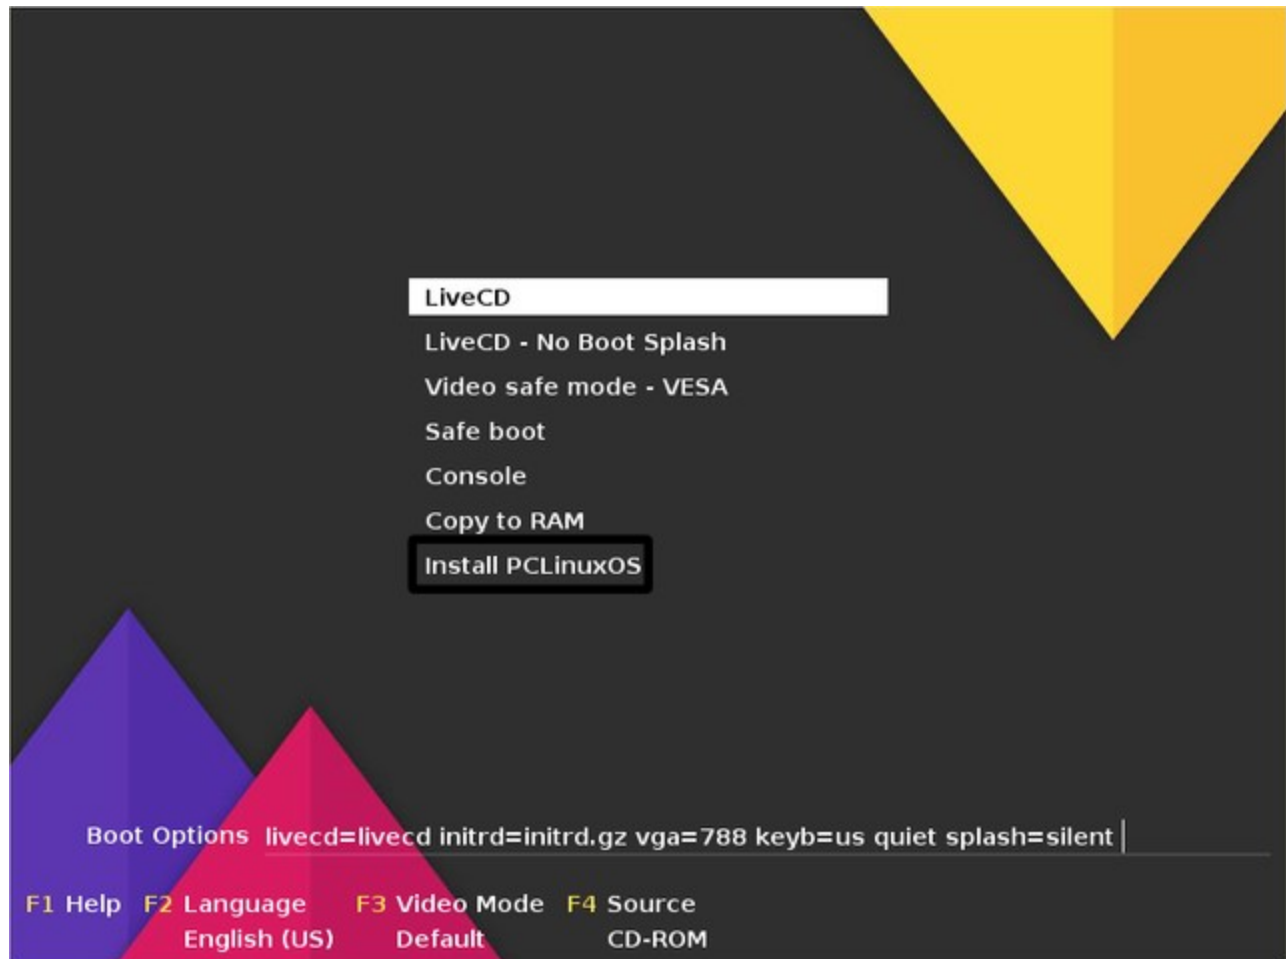 LiveCD
LiveCD - No Boot Splash
Video safe mode - VESA
Safe boot
Console
Copy to RAM
Install PCLinuxOS
Boot Options livecd=livecd initrd=initrd.gz vga=788 keyb=us quiet splash=silent
F1 Help F2 Language F3 Video Mode F4 Source
English (US) Default CD-ROM